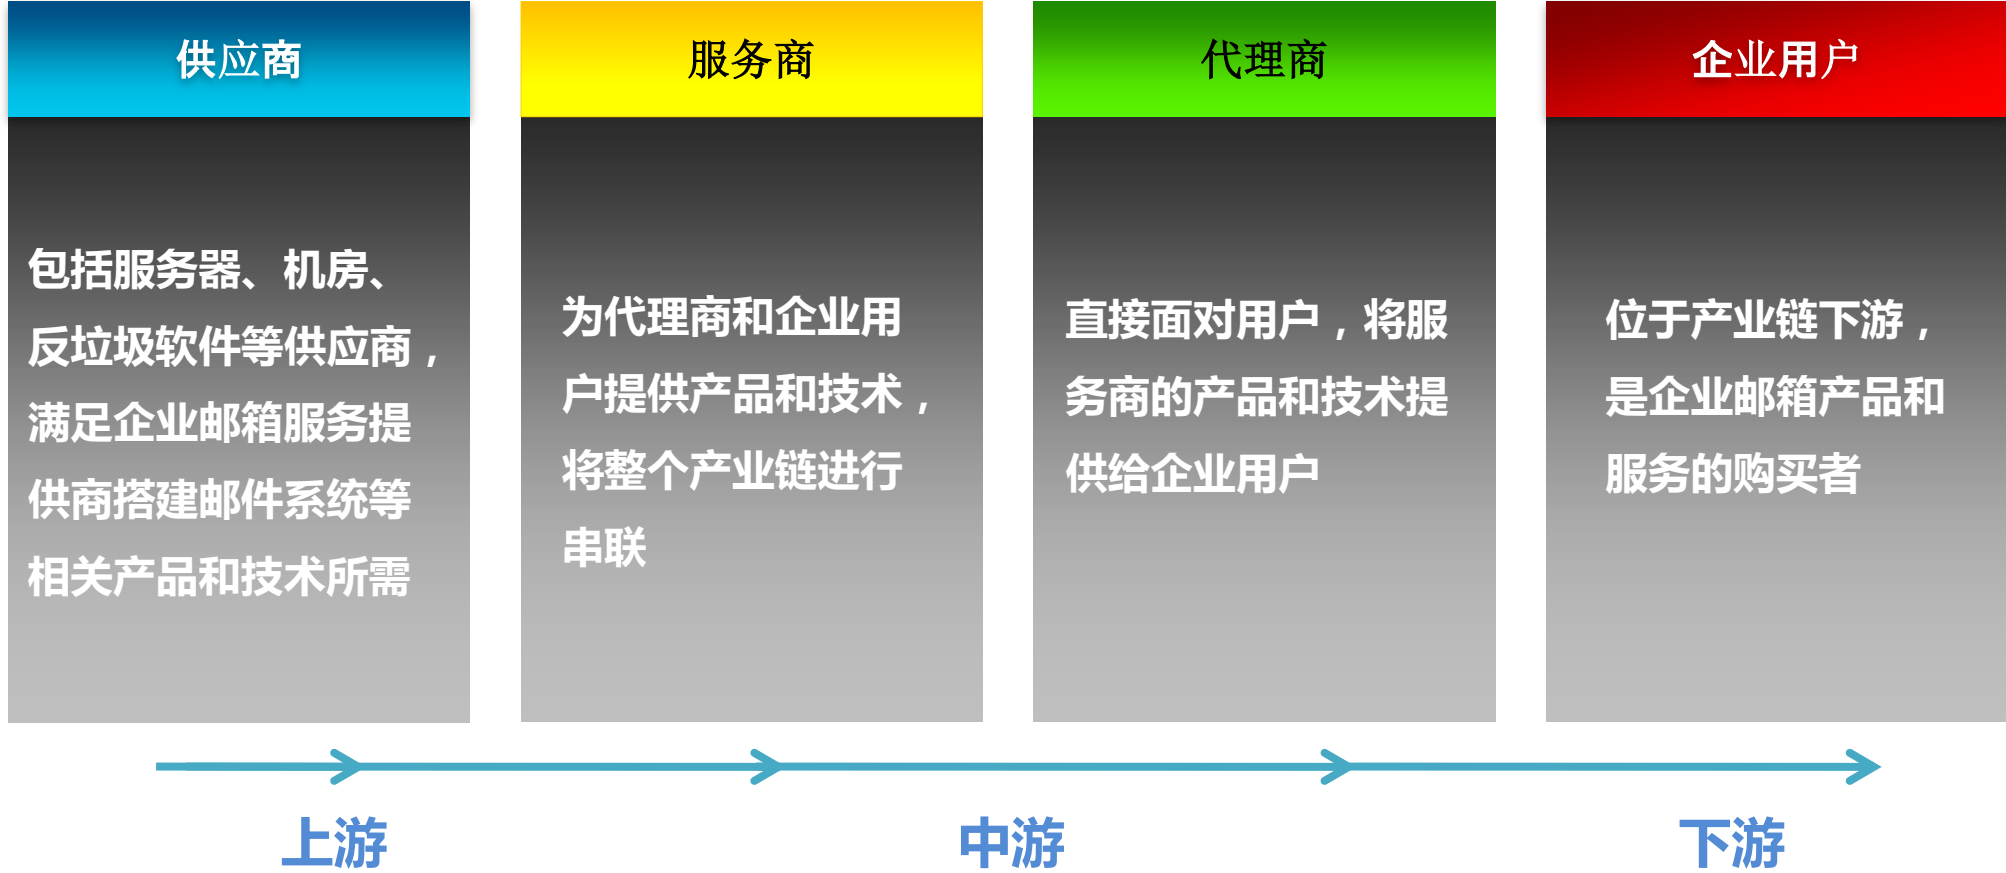 供应商
包括服务器、机房、
反垃圾软件等供应商，
满足企业邮箱服务提
供商搭建邮件系统等
相关产品和技术所需
服务商
为代理商和企业用
户提供产品和技术，
将整个产业链进行
串联
代理商
直接面对用户，将服
务商的产品和技术提
供给企业用户
企业用户
位于产业链下游，
是企业邮箱产品和
服务的购买者
上游
中游
下游